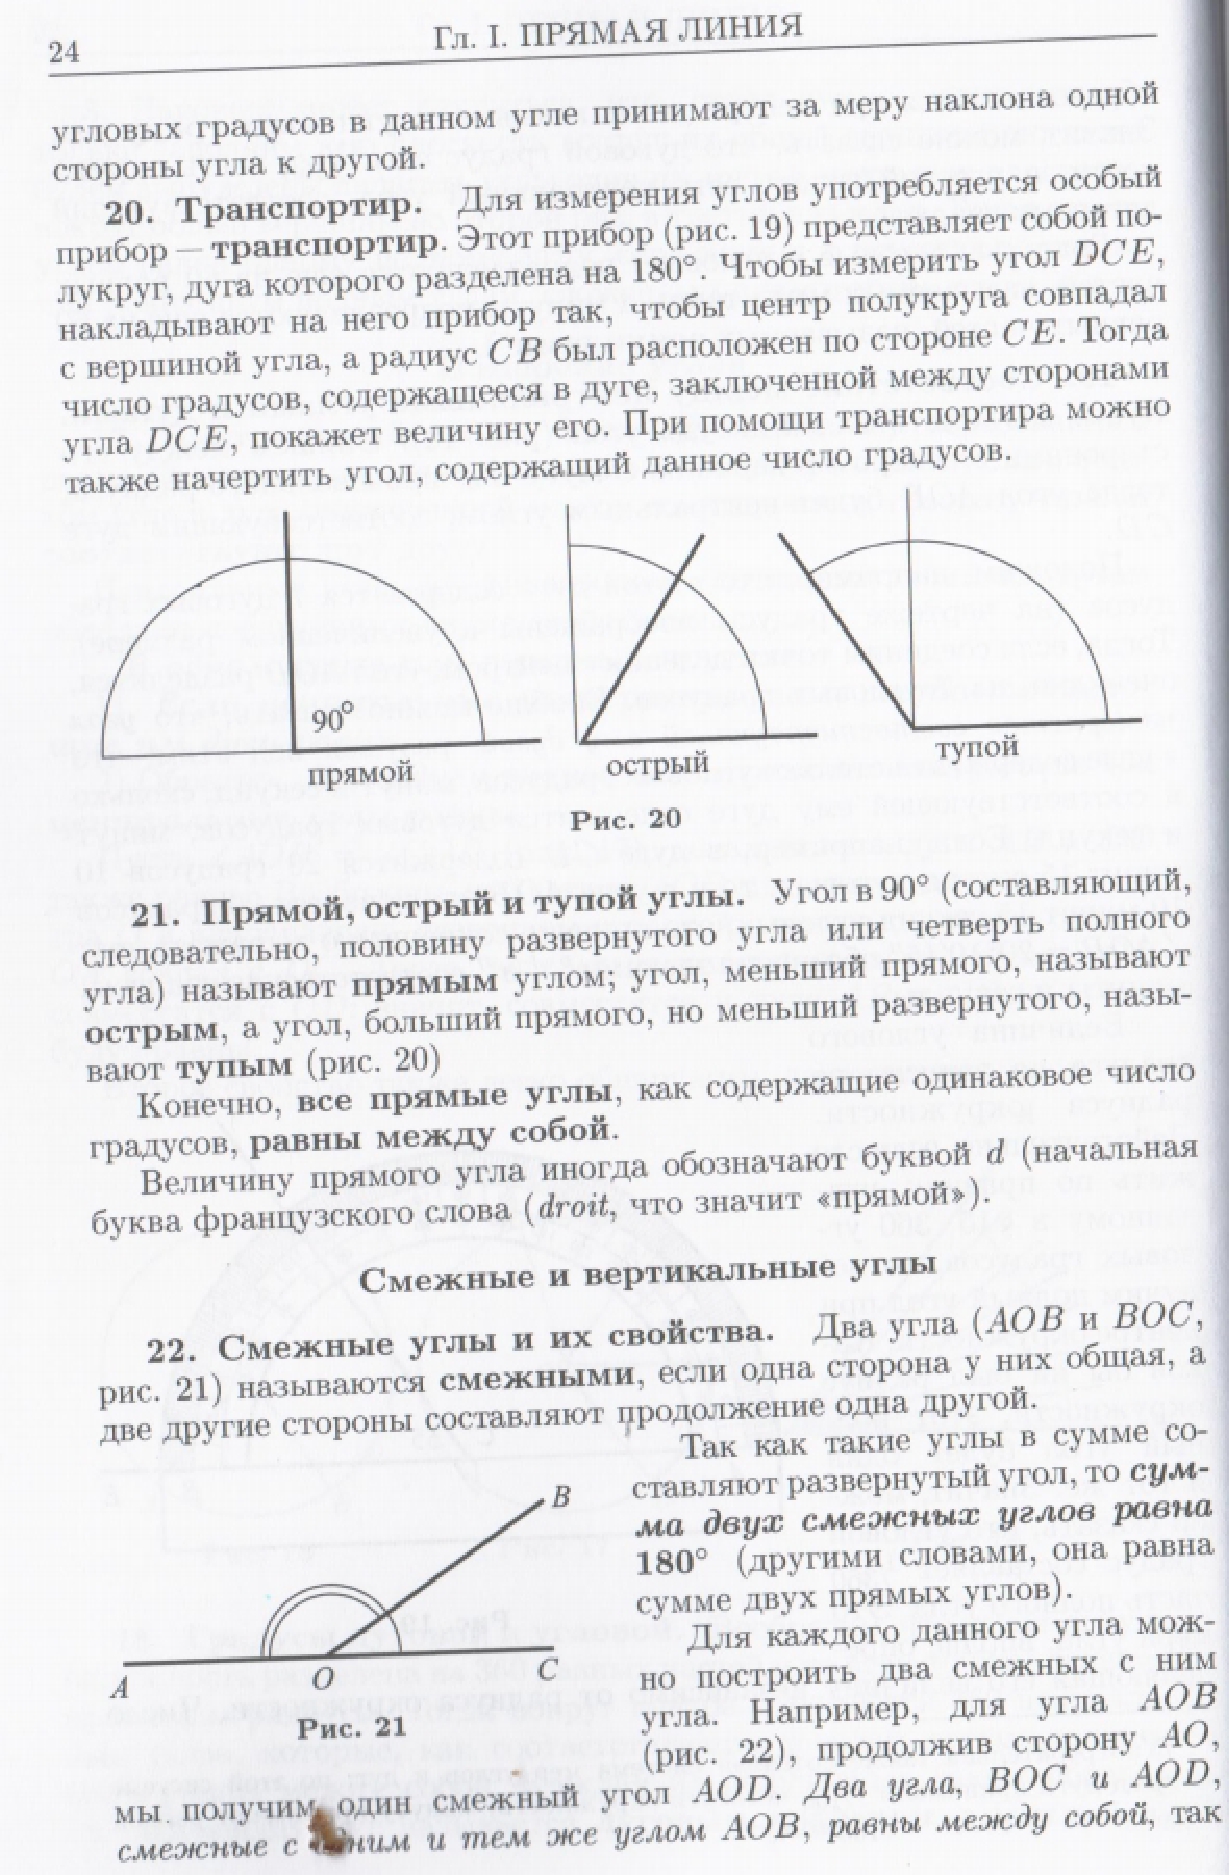 24
Гл. I. ПРЯМАЯ ЛИНИЯ
угловых градусов в данном угле принимают за меру наклона одной
стороны угла к другой.
20. Транспортир. Для измерения углов употребляется особый
прибор — транспортир. Этот прибор (рис. 19) представляет собой по-
лукруг, дуга которого разделена на 180°. Чтобы измерить угол DCE,
накладывают на него прибор так, чтобы центр полукруга совпадал
с вершиной угла, а радиус CB был расположен по стороне CE. Тогда
число градусов, содержащееся в дуге, заключенной между сторонами
угла DCE, покажет величину его. При помощи транспортира можно
также начертить угол, содержащий данное число градусов.
90°
прямой
острый
тупой
Рис. 20
21. Прямой, острый и тупой углы. Угол в 90° (составляющий,
следовательно, половину развернутого угла или четверть полного
угла) называют прямым углом; угол, меньший прямого, называют
острым, а угол, больший прямого, но меньший развернутого, назы-
вают тупым (рис. 20)
Конечно, все прямые углы, как содержащие одинаковое число
градусов, равны между собой.
Величину прямого угла иногда обозначают буквой d (начальная
буква французского слова (droit, что значит «прямой»).
Смежные и вертикальные углы
22. Смежные углы и их свойства. Два угла (AOB и BOC,
рис. 21) называются смежными, если одна сторона у них общая, а
две другие стороны составляют продолжение одна другой.
Так как такие углы в сумме со-
ставляют развернутый угол, то сум-
ма двух смежных углов равна
180° (другими словами, она равна
сумме двух прямых углов).
Для каждого данного угла мож-
но построить два смежных с ним
угла. Например, для угла AOB
(рис. 22), продолжив сторону AO,
B
A
O
C
Рис. 21
мы получим один смежный угол AOD. Два угла, BOC и AOD,
смежные с одним и тем же углом AOB, равны между собой, так